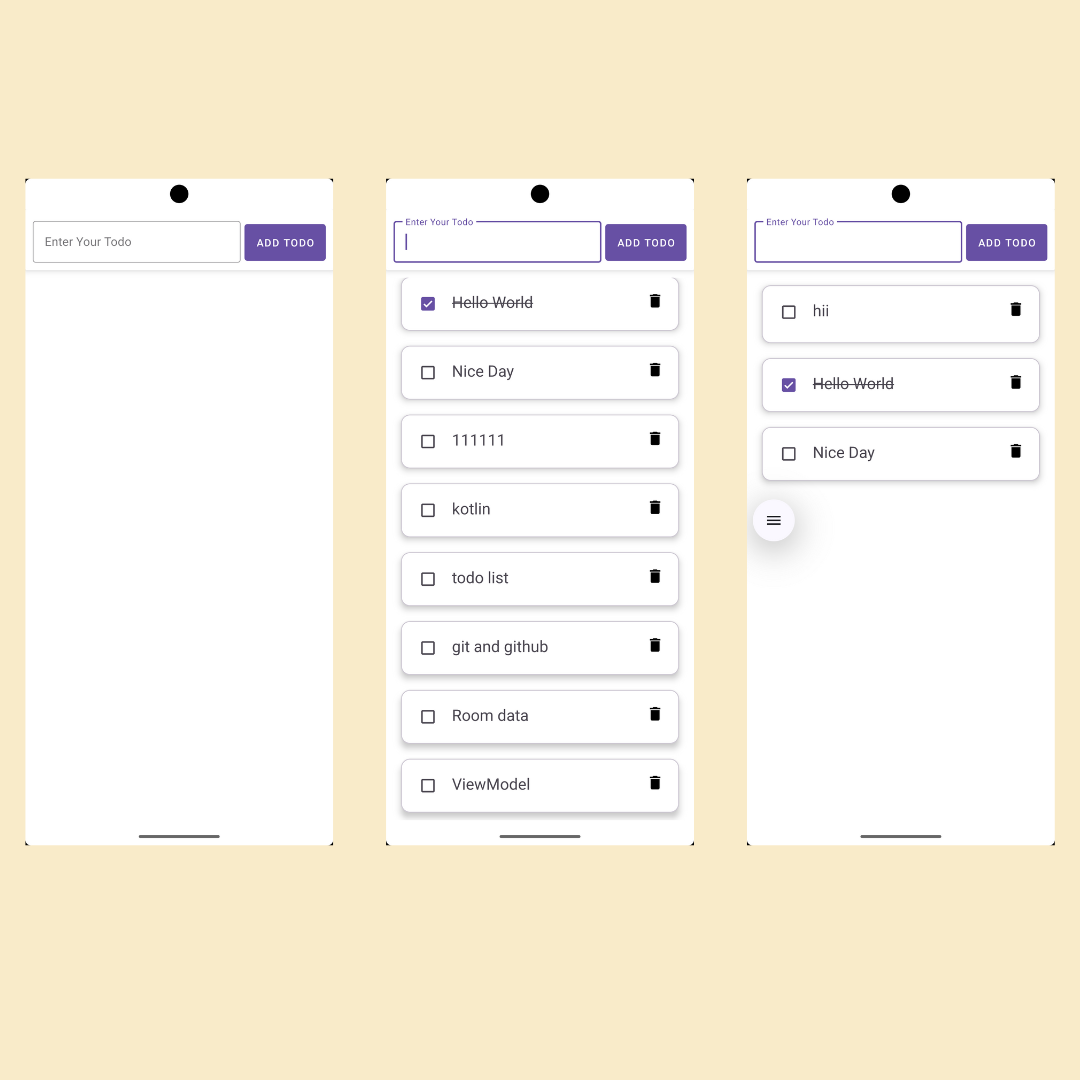 Enter Your Todo
ADD TODO
Enter Your Todo
ADD TODO
Hello World
Nice Day
111111
kotlin
todo list
git and github
Room data
ViewModel
Enter Your Todo
ADD TODO
hii
Hello World
Nice Day